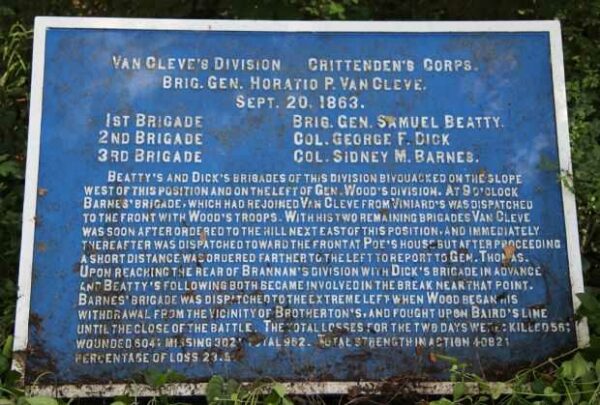 VAN CLEVE'S DIVISION CRITTENDEN'S CORPS.
BRIG. GEN. HORATIO P. VAN CLEVE.
SEPT. 20, 1863.
1ST BRIGADE BRIG. GEN. SAMUEL BEATTY.
2ND BRIGADE COL. GEORGE F. DICK
3RD BRIGADE COL. SIDNEY M. BARNES.
BEATTY'S AND DICK'S BRIGADES OF THIS DIVISION BIVOUACKED ON THE SLOPE
WEST OF THIS POSITION AND ON THE LEFT OF GEN. WOOD'S DIVISION. AT 9 O'CLOCK
BARNES' BRIGADE, WHICH HAD REJOINED VAN CLEVE FROM VINIARD'S WAS DISPATCHED
TO THE FRONT WITH WOOD'S TROOPS. WITH HIS TWO REMAINING BRIGADES VAN CLEVE
WAS SOON AFTER ORDERED TO THE HILL NEXT EAST OF THIS POSITION, AND IMMEDIATELY
THEREAFTER WAS DISPATCHED TOWARD THE FRONT AT POE'S HOUSE, BUT AFTER PROCEEDING
A SHORT DISTANCE WAS ORDERED FARTHER TO THE LEFT TO REPORT TO GEN. THOMAS.
UPON REACHING THE REAR OF BRANNAN'S DIVISION WITH DICK'S BRIGADE IN ADVANCE
AND BEATTY'S FOLLOWING BOTH BECAME INVOLVED IN THE BREAK NEAR THAT POINT.
BARNES' BRIGADE WAS DISPATCHED TO THE EXTREME LEFT WHEN WOOD BEGAN HIS
WITHDRAWAL FROM THE VICINITY OF BROTHERTON'S, AND FOUGHT UPON BAIRD'S LINE
UNTIL THE CLOSE OF THE BATTLE. THE TOTAL LOSSES FOR THE TWO DAYS WERE: KILLED 56;
WOUNDED 604; MISSING 302; TOTAL 962. TOTAL STRENGTH IN ACTION 4082;
PERCENTAGE OF LOSS 23.5